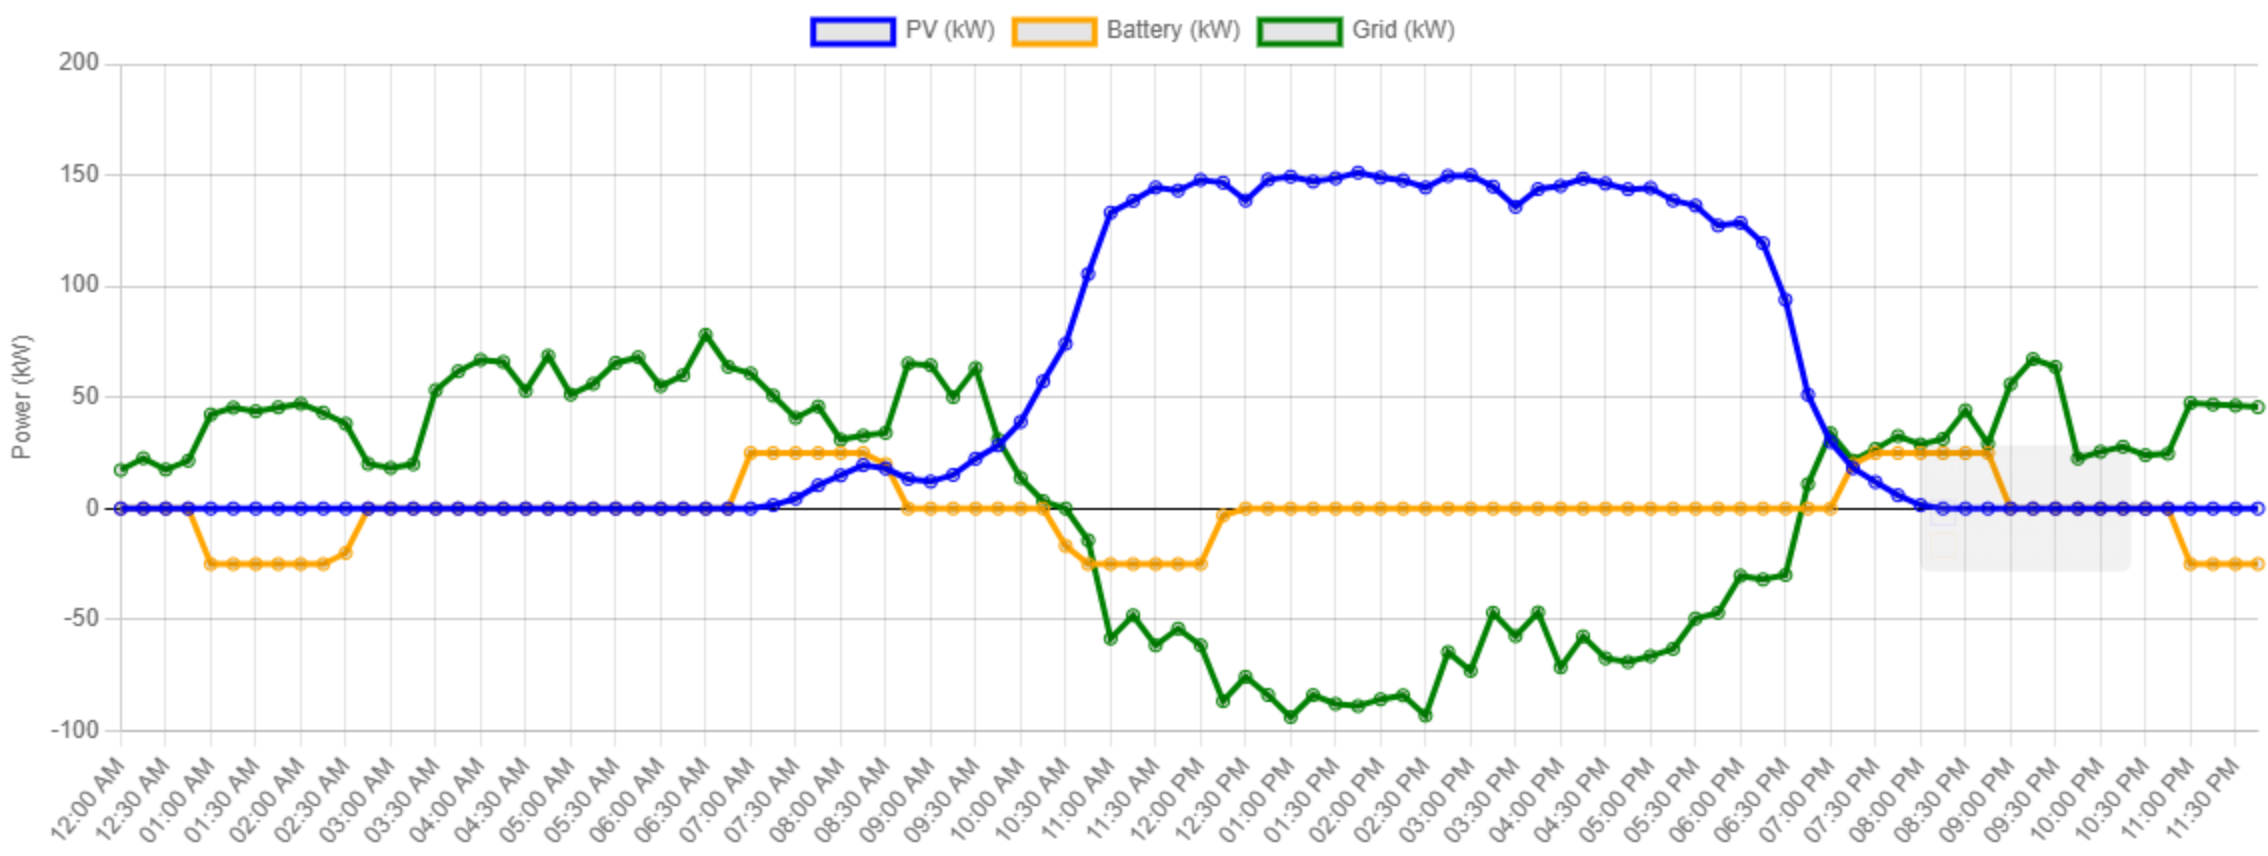 PV (kW) Battery (kW) Grid (kW)
200
150
100
50
0
-50
-100
Power (kW)
12:00 AM
12:30 AM
01:00 AM
01:30 AM
02:00 AM
02:30 AM
03:00 AM
03:30 AM
04:00 AM
04:30 AM
05:00 AM
05:30 AM
06:00 AM
06:30 AM
07:00 AM
07:30 AM
08:00 AM
08:30 AM
09:00 AM
09:30 AM
10:00 AM
10:30 AM
11:00 AM
11:30 AM
12:00 PM
12:30 PM
01:00 PM
01:30 PM
02:00 PM
02:30 PM
03:00 PM
03:30 PM
04:00 PM
04:30 PM
05:00 PM
05:30 PM
06:00 PM
06:30 PM
07:00 PM
07:30 PM
08:00 PM
08:30 PM
09:00 PM
09:30 PM
10:00 PM
10:30 PM
11:00 PM
11:30 PM